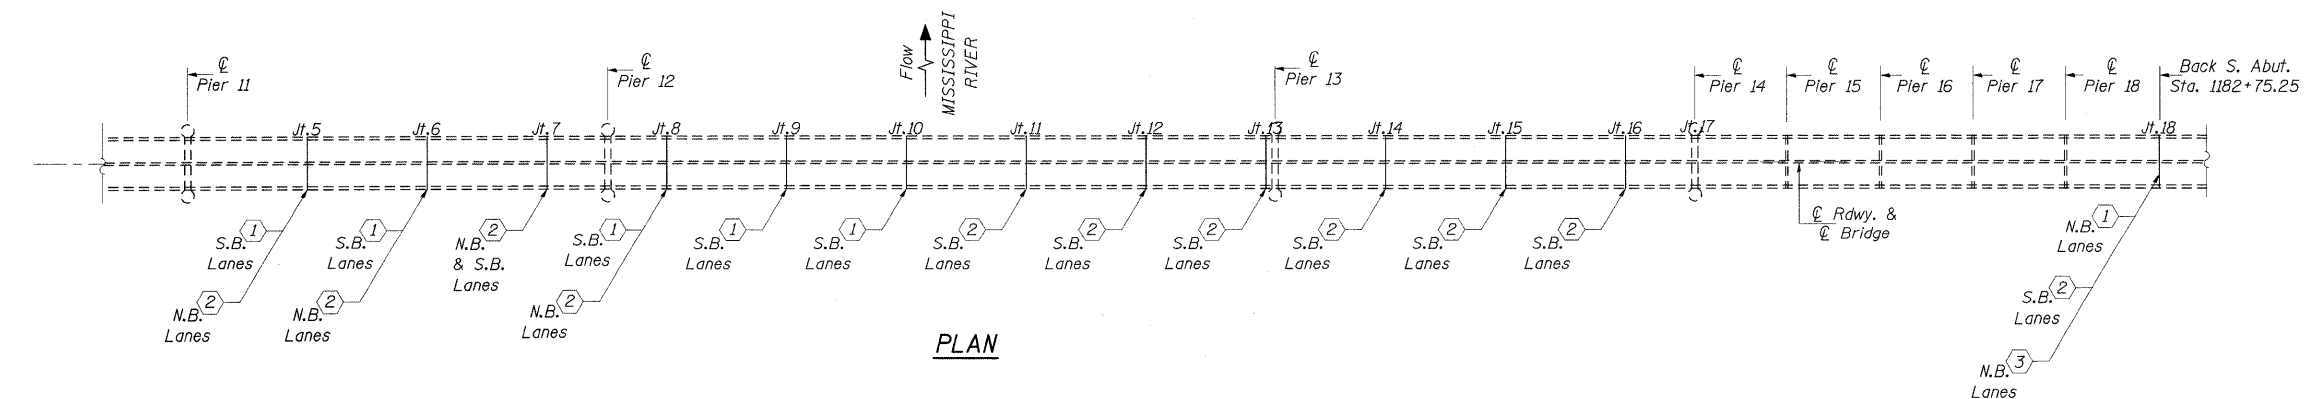 Flow
MISSISSIPPI
RIVER
℄
Pier 11
℄
Pier 12
℄
Pier 13
℄
Pier 14
℄
Pier 15
℄
Pier 16
℄
Pier 17
℄
Pier 18
Back S. Abut.
Sta. 1182+75.25
Jt.5
Jt.6
Jt.7
Jt.8
Jt.9
Jt.10
Jt.11
Jt.12
Jt.13
Jt.14
Jt.15
Jt.16
Jt.17
Jt.18
1
S.B.
Lanes
2
N.B.
Lanes
1
S.B.
Lanes
2
N.B.
Lanes
2
N.B.
& S.B.
Lanes
1
S.B.
Lanes
2
N.B.
Lanes
1
S.B.
Lanes
1
S.B.
Lanes
2
S.B.
Lanes
2
S.B.
Lanes
2
S.B.
Lanes
2
S.B.
Lanes
2
S.B.
Lanes
2
S.B.
Lanes
℄ Rdwy. &
℄ Bridge
1
N.B.
Lanes
2
S.B.
Lanes
3
N.B.
Lanes
PLAN